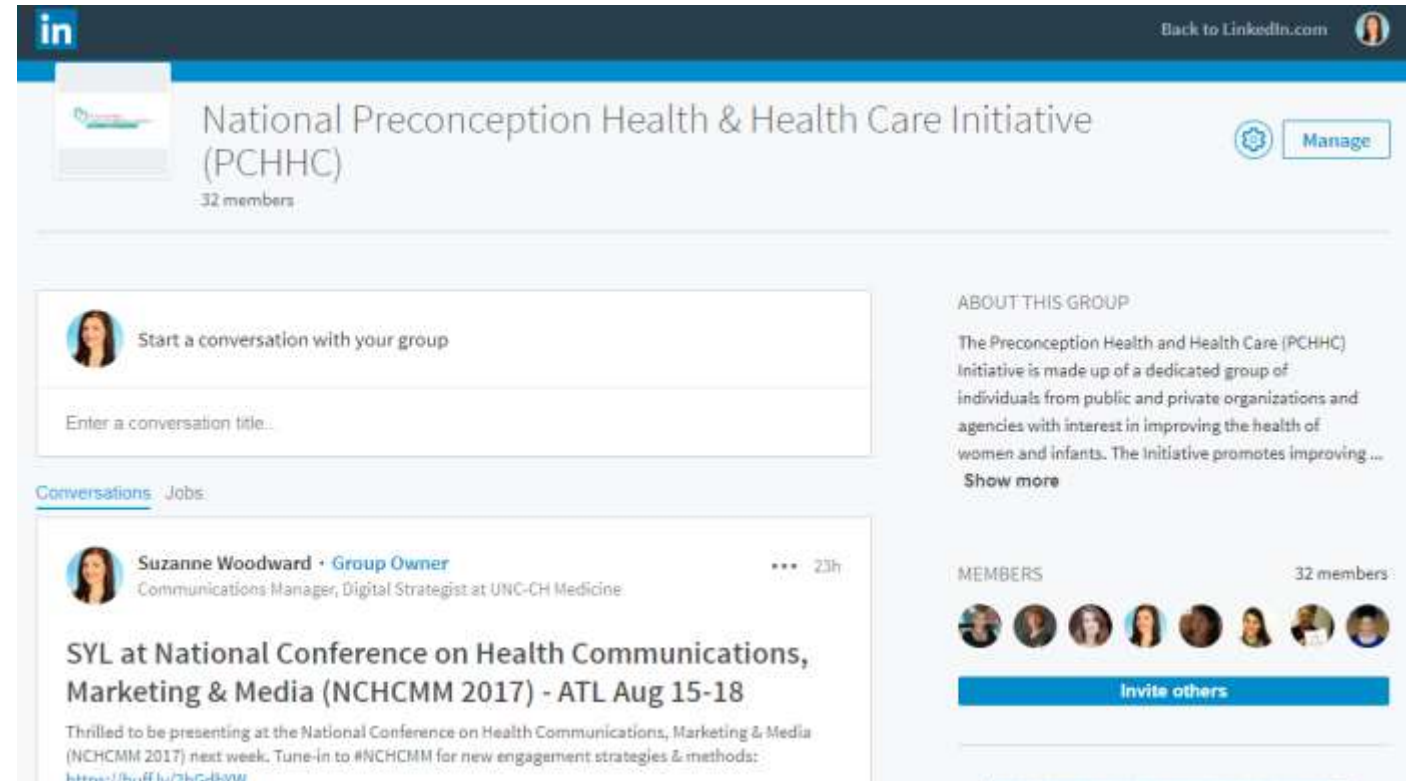 in
Back to LinkedIn.com
National Preconception Health & Health Care Initiative
(PCHHC)
32 members
Manage
Start a conversation with your group
Enter a conversation title..
Conversations Jobs
Suzanne Woodward · Group Owner
••• 23h
Communications Manager, Digital Strategist at UNC-CH Medicine
SYL at National Conference on Health Communications,
Marketing & Media (NCHCMM 2017) - ATL Aug 15-18
Thrilled to be presenting at the National Conference on Health Communications, Marketing & Media
(NCHCMM 2017) next week. Tune-in to #NCHCMM for new engagement strategies & methods:
ABOUT THIS GROUP
The Preconception Health and Health Care (PCHHC)
Initiative is made up of a dedicated group of
individuals from public and private organizations and
agencies with interest in improving the health of
women and infants. The Initiative promotes improving ...
Show more
MEMBERS
32 members
Invite others